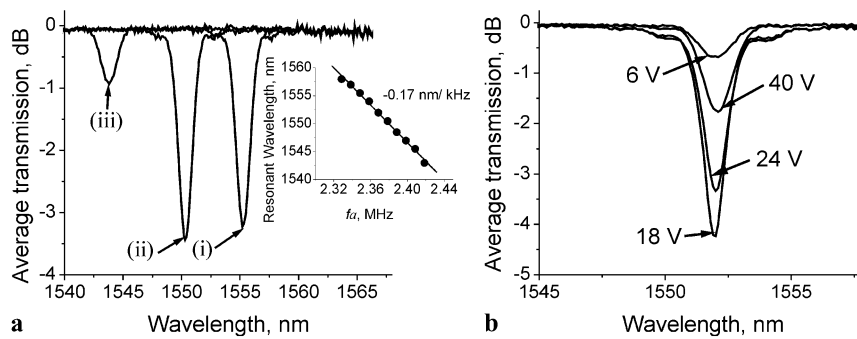 0
-1
-2
-3
-4
Average transmission, dB
(iii)
(ii)
(i)
1540
1545
1550
1555
1560
1565
Wavelength, nm
1560
1555
1550
1545
1540
Resonant Wavelength, nm
-0.17 nm/ kHz
2.32
2.36
2.40
2.44
fa, MHz
a
0
-1
-2
-3
-4
-5
Average transmission, dB
6 V
40 V
24 V
18 V
1545
1550
1555
Wavelength, nm
b